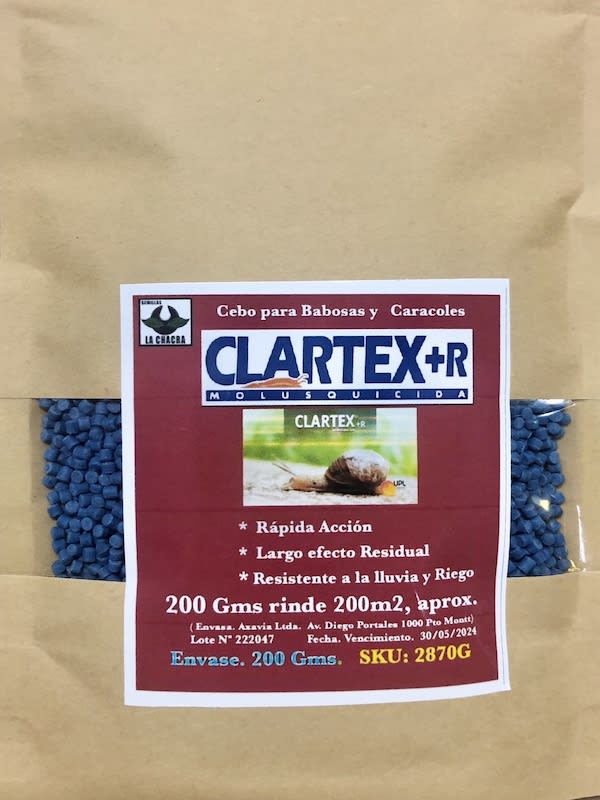 SEMILLAS
LA CHACRA
Cebo para Babosas y Caracoles
CLARTEX+R
MOLUSQUICIDA
CLARTEX+R
UPL
* Rápida Acción
* Largo efecto Residual
* Resistente a la lluvia y Riego
200 Gms rinde 200m2, aprox.
( Envasa. Axavia Ltda. Av. Diego Portales 1000 Pto Montt)
Lote N° 222047 Fecha. Vencimiento. 30/05/2024
Envase. 200 Gms. SKU: 2870G